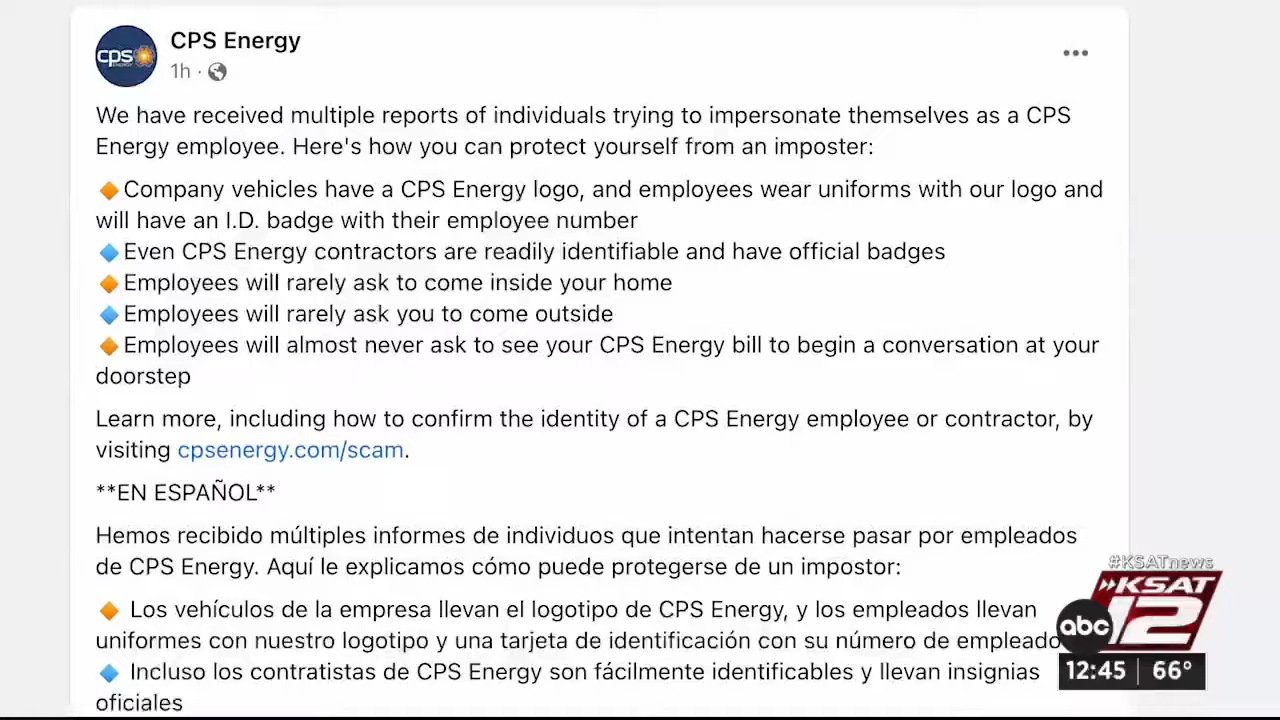 CPS Energy
cps
ENERGY
1h ·
We have received multiple reports of individuals trying to impersonate themselves as a CPS
Energy employee. Here's how you can protect yourself from an imposter:
🔶Company vehicles have a CPS Energy logo, and employees wear uniforms with our logo and
will have an I.D. badge with their employee number
🔷Even CPS Energy contractors are readily identifiable and have official badges
🔶Employees will rarely ask to come inside your home
🔷Employees will rarely ask you to come outside
🔶Employees will almost never ask to see your CPS Energy bill to begin a conversation at your
doorstep
Learn more, including how to confirm the identity of a CPS Energy employee or contractor, by
visiting cpsenergy.com/scam.
**EN ESPAÑOL**
Hemos recibido múltiples informes de individuos que intentan hacerse pasar por empleados
de CPS Energy. Aquí le explicamos cómo puede protegerse de un impostor:
🔶 Los vehículos de la empresa llevan el logotipo de CPS Energy, y los empleados llevan
uniformes con nuestro logotipo y una tarjeta de identificación con su número de empleado
🔷 Incluso los contratistas de CPS Energy son fácilmente identificables y llevan insignias
oficiales
#KSATnews
KSAT
abc 12
12:45 | 66°